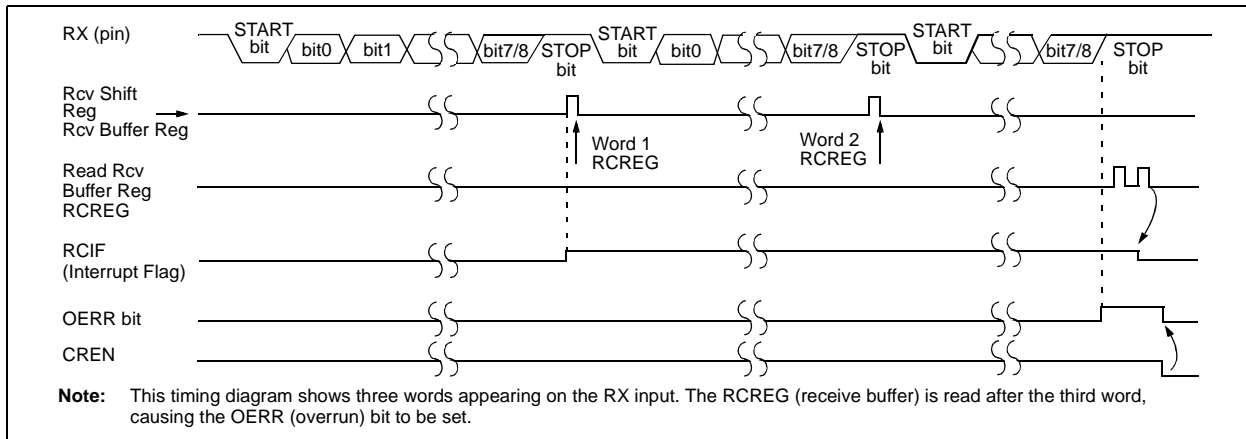 RX (pin)
START
bit
bit0
bit1
bit7/8
STOP
bit
START
bit
bit0
bit7/8
STOP
bit
START
bit
bit7/8
STOP
bit
Rcv Shift
Reg
Rcv Buffer Reg
Word 1
RCREG
Word 2
RCREG
Read Rcv
Buffer Reg
RCREG
RCIF
(Interrupt Flag)
OERR bit
CREN
Note: This timing diagram shows three words appearing on the RX input. The RCREG (receive buffer) is read after the third word,
causing the OERR (overrun) bit to be set.